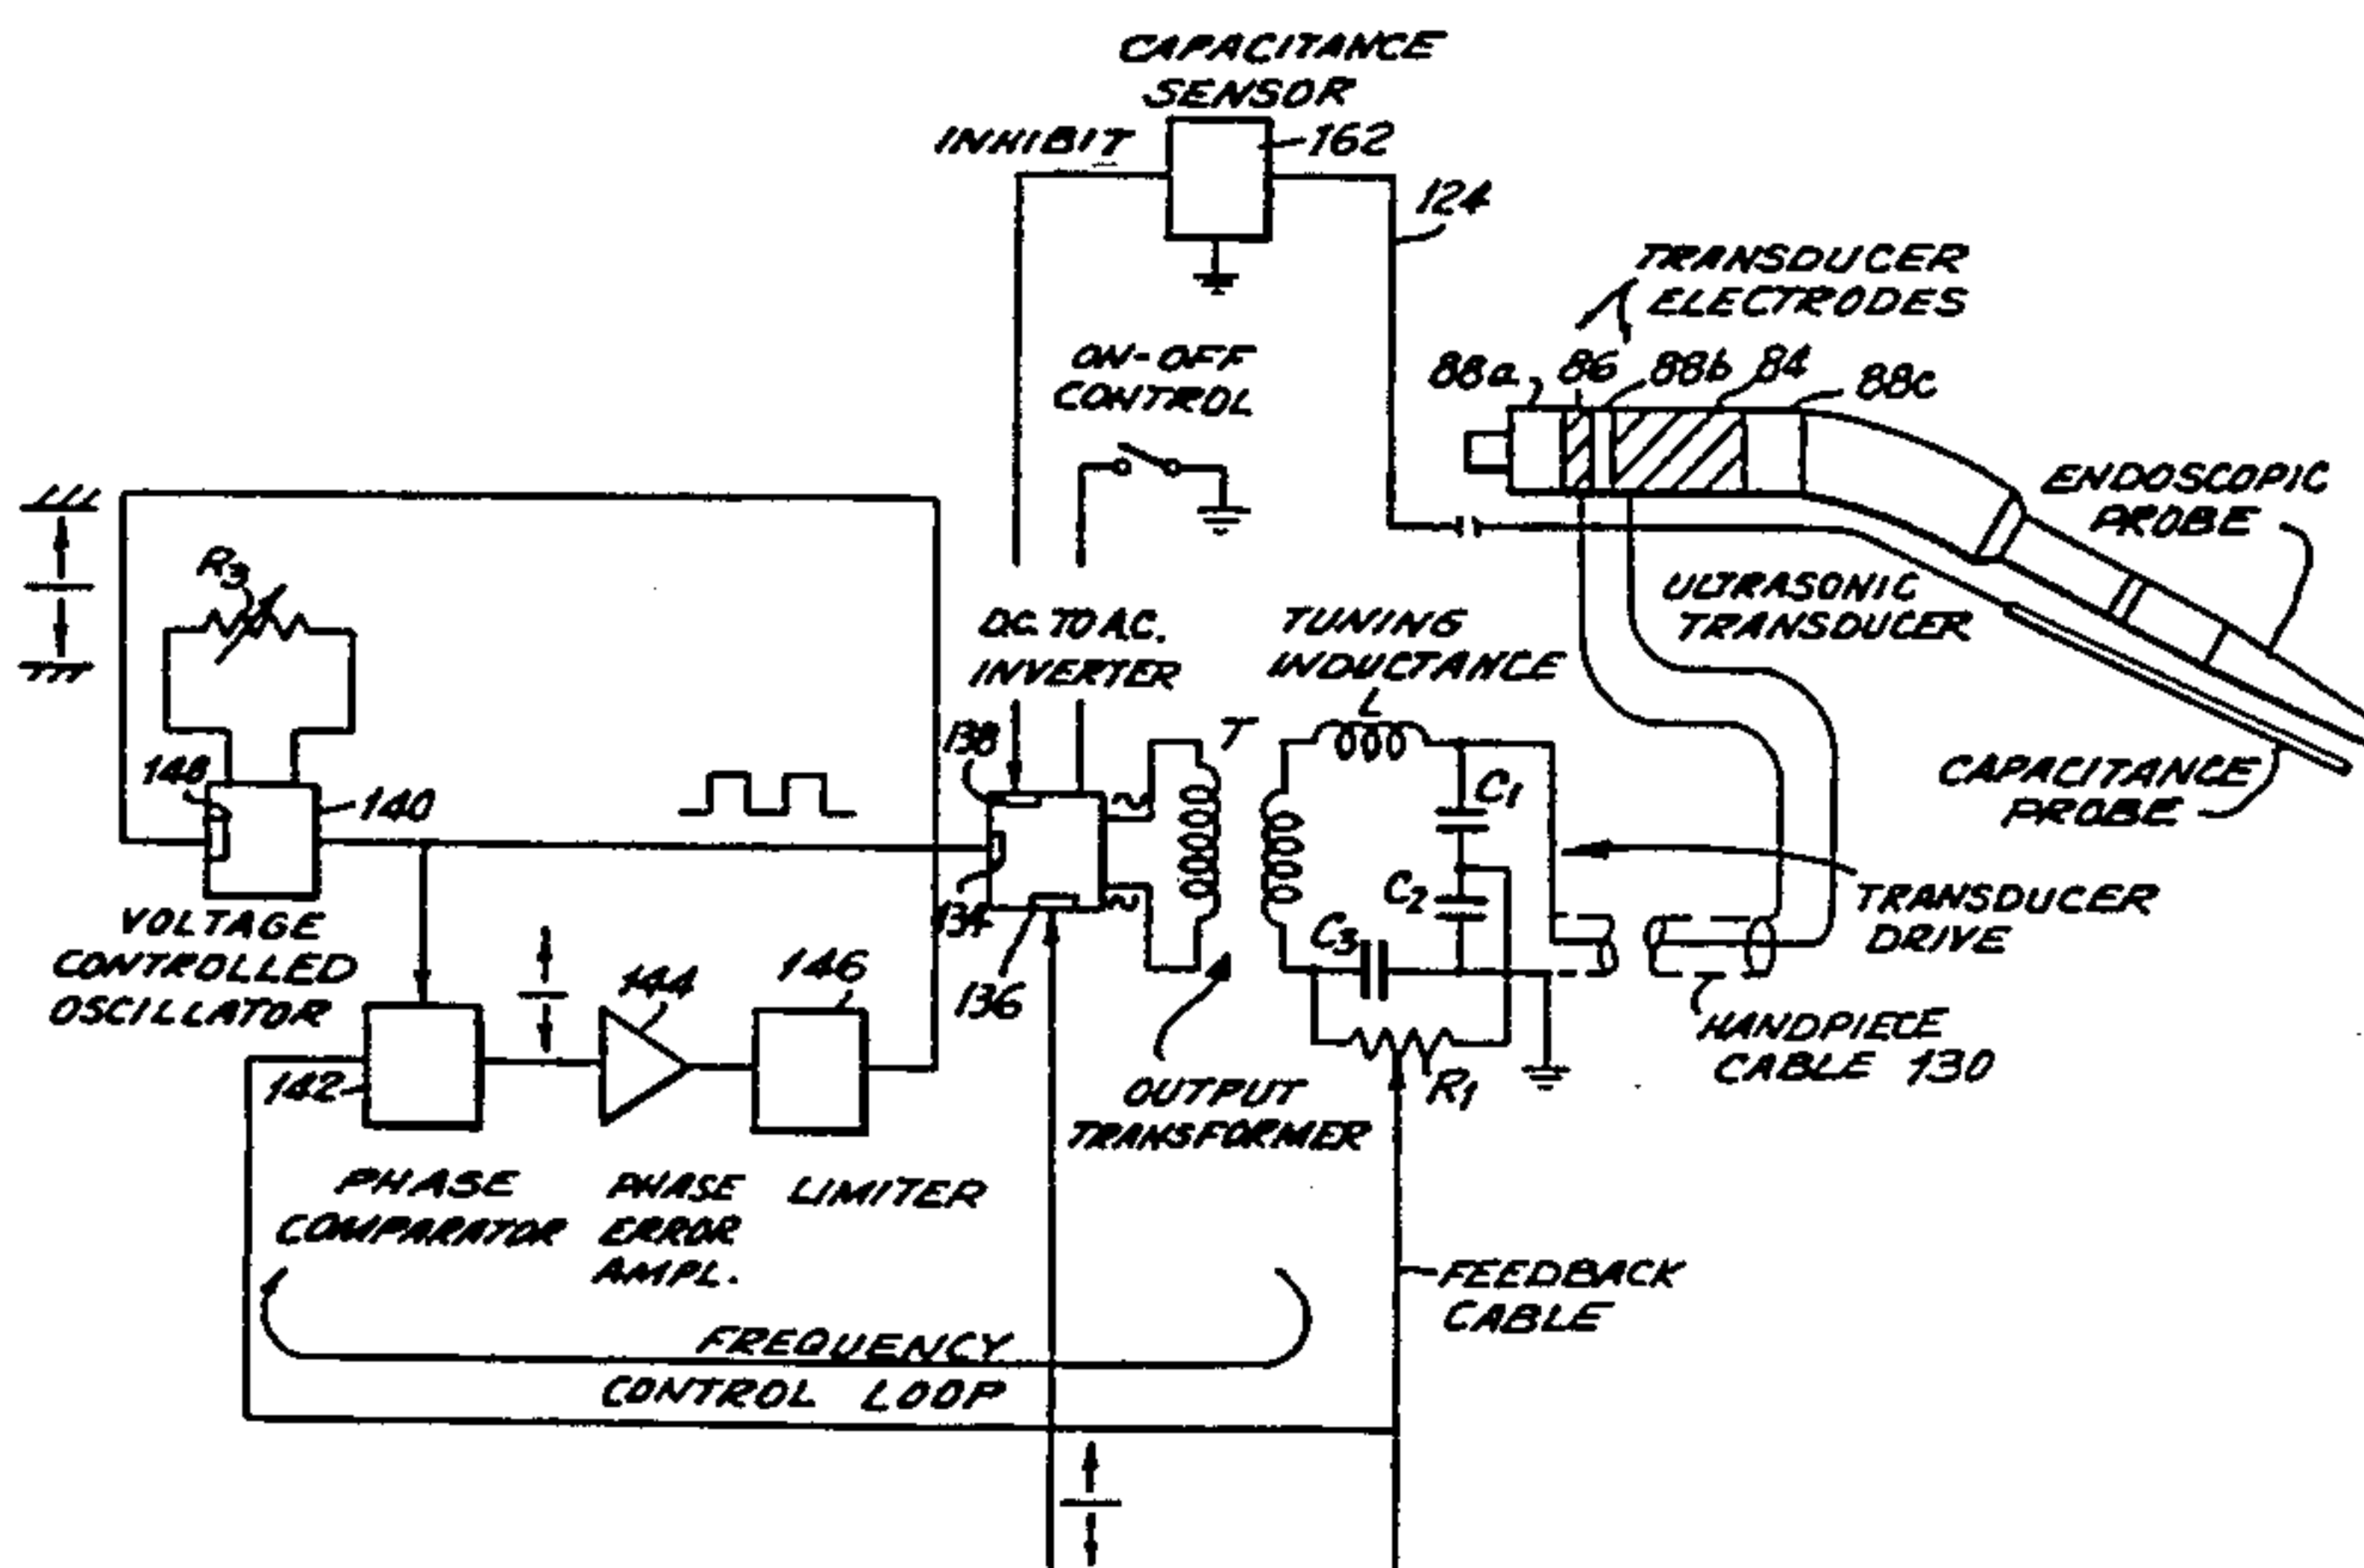 CAPACITANCE
SENSOR
INHIBIT
162
124
TRANSDUCER
ELECTRODES
ON-OFF
CONTROL
88a
86
88b
84
88c
ENDOSCOPIC
PROBE
R3
D.C. TO A.C.
INVERTER
TUNING
INDUCTANCE
L
ULTRASONIC
TRANSDUCER
138
T
148
140
C1
CAPACITANCE
PROBE
VOLTAGE
CONTROLLED
OSCILLATOR
134
C2
TRANSDUCER
DRIVE
C3
144
146
136
142
R1
HANDPIECE
CABLE 130
OUTPUT
TRANSFORMER
PHASE
COMPARATOR
PHASE
ERROR
AMPL.
LIMITER
FEEDBACK
CABLE
FREQUENCY
CONTROL LOOP